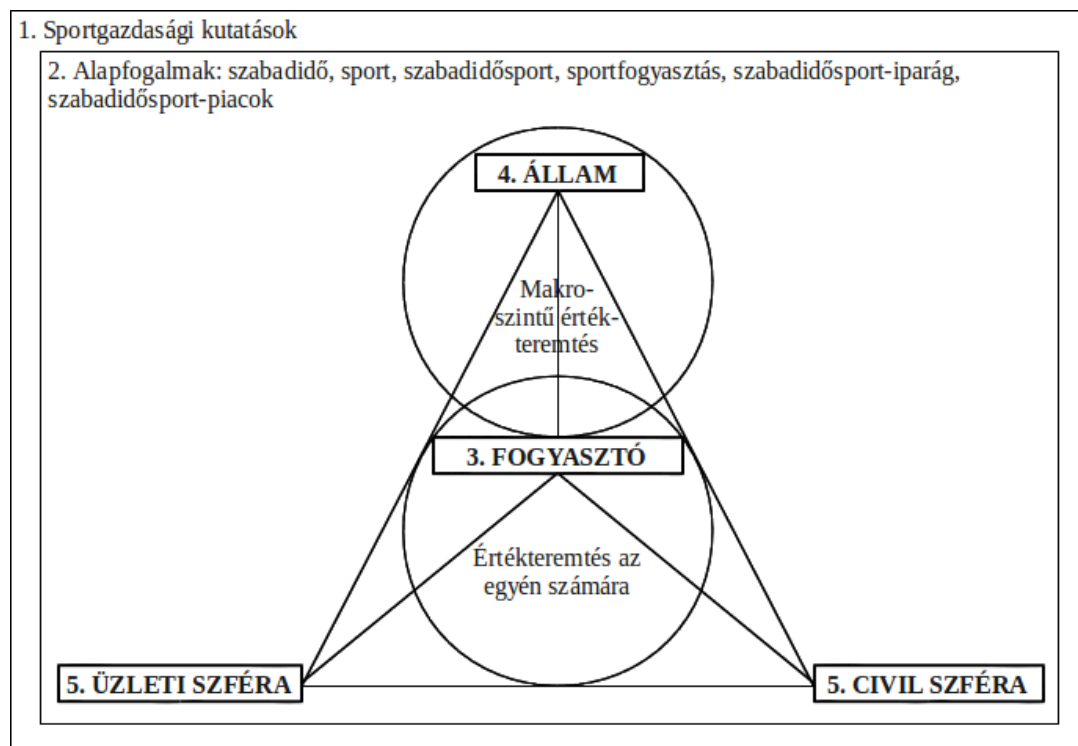 1. Sportgazdasági kutatások
2. Alapfogalmak: szabadidő, sport, szabadidősport, sportfogyasztás, szabadidősport-iparág,
szabadidősport-piacok
4. ÁLLAM
Makro-
szintű érték-
teremtés
3. FOGYASZTÓ
Értékteremtés az
egyén számára
5. ÜZLETI SZFÉRA
5. CIVIL SZFÉRA